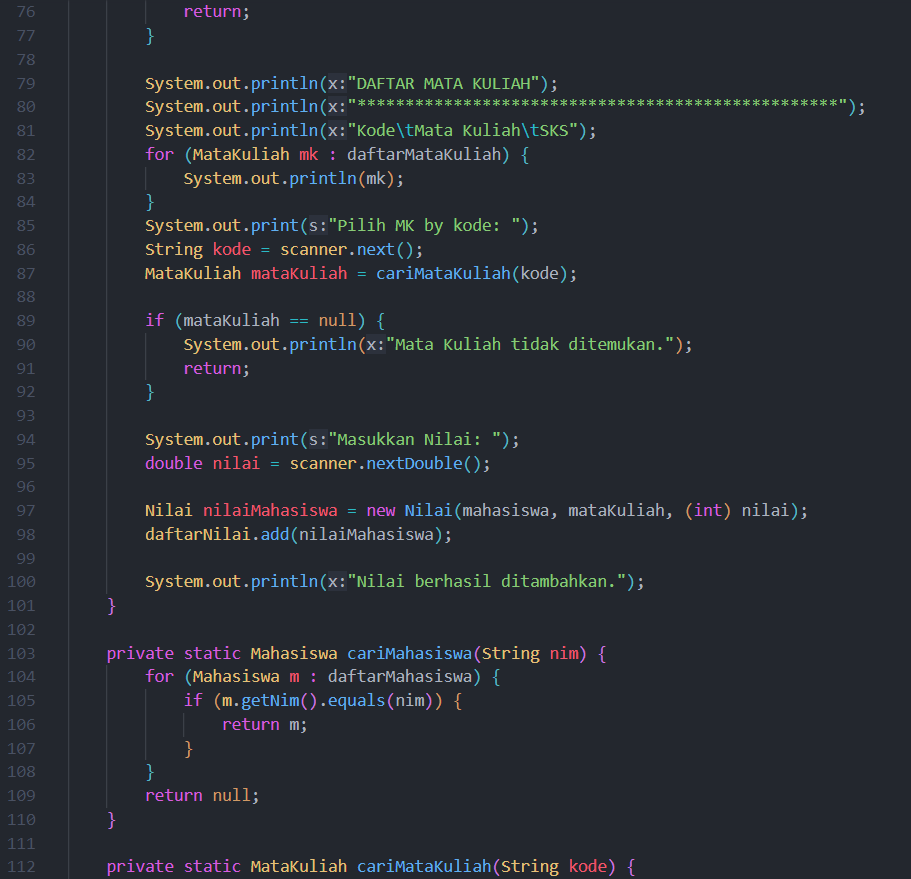 76 return;
77 }
78
79 System.out.println(x:"DAFTAR MATA KULIAH");
80 System.out.println(x:"**************************************************");
81 System.out.println(x:"Kode\tMata Kuliah\tSKS");
82 for (MataKuliah mk : daftarMataKuliah) {
83 System.out.println(mk);
84 }
85 System.out.print(s:"Pilih MK by kode: ");
86 String kode = scanner.next();
87 MataKuliah mataKuliah = cariMataKuliah(kode);
88
89 if (mataKuliah == null) {
90 System.out.println(x:"Mata Kuliah tidak ditemukan.");
91 return;
92 }
93
94 System.out.print(s:"Masukkan Nilai: ");
95 double nilai = scanner.nextDouble();
96
97 Nilai nilaiMahasiswa = new Nilai(mahasiswa, mataKuliah, (int) nilai);
98 daftarNilai.add(nilaiMahasiswa);
99
100 System.out.println(x:"Nilai berhasil ditambahkan.");
101 }
102
103 private static Mahasiswa cariMahasiswa(String nim) {
104 for (Mahasiswa m : daftarMahasiswa) {
105 if (m.getNim().equals(nim)) {
106 return m;
107 }
108 }
109 return null;
110 }
111
112 private static MataKuliah cariMataKuliah(String kode) {